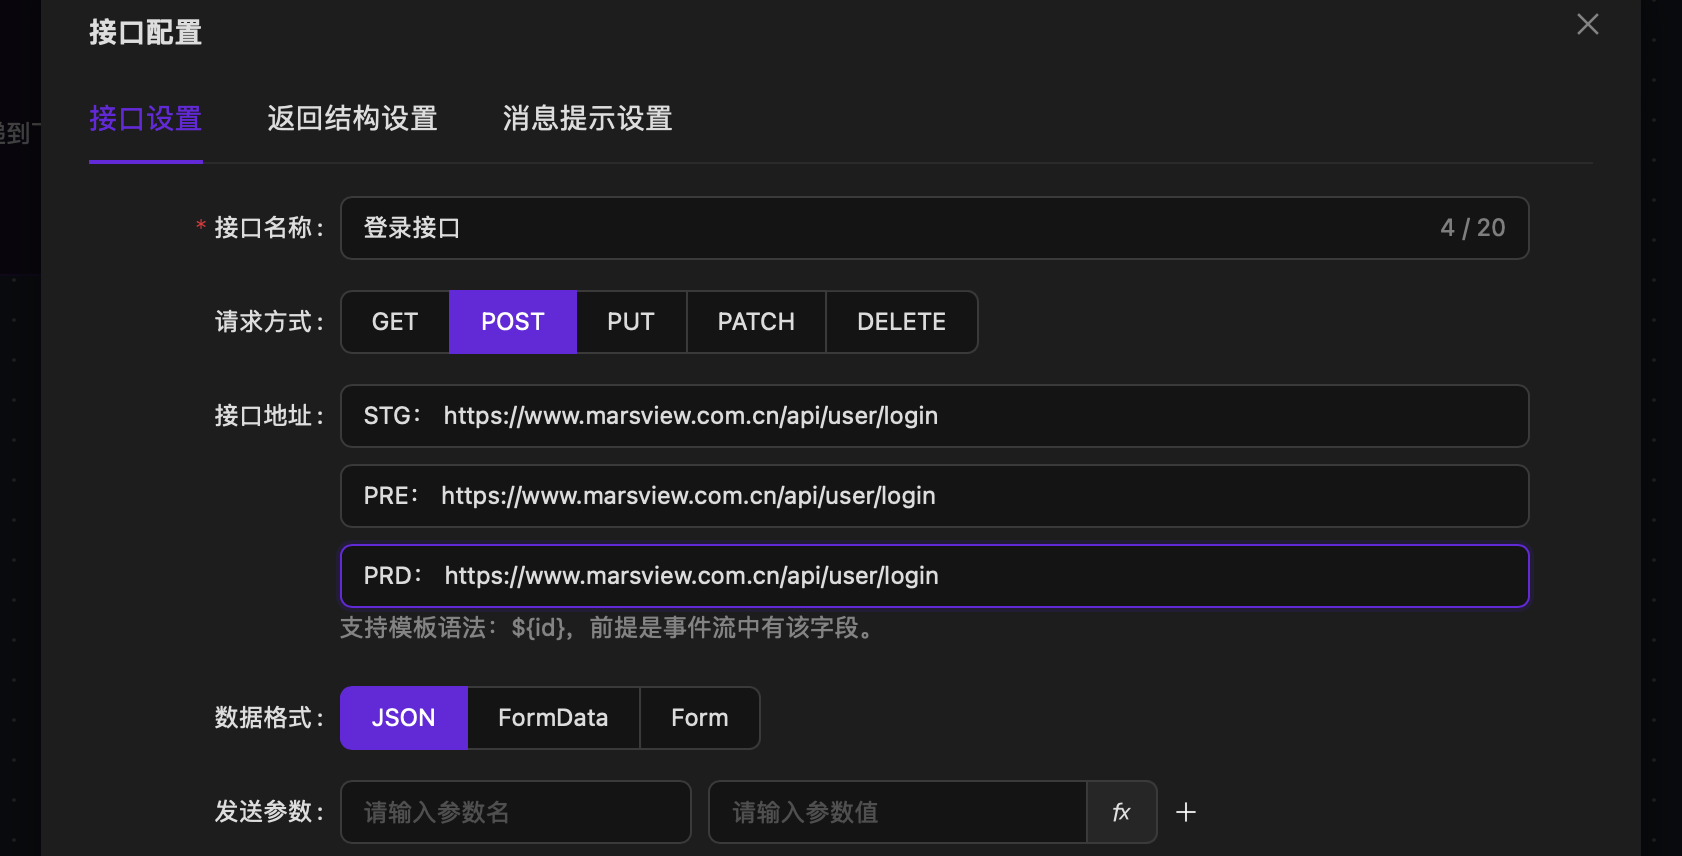 接口配置
接口设置 返回结构设置 消息提示设置
* 接口名称： 登录接口 4 / 20
请求方式： GET POST PUT PATCH DELETE
接口地址： STG： https://www.marsview.com.cn/api/user/login
PRE： https://www.marsview.com.cn/api/user/login
PRD： https://www.marsview.com.cn/api/user/login
支持模板语法：${id}，前提是事件流中有该字段。
数据格式： JSON FormData Form
发送参数： 请输入参数名 请输入参数值 fx +